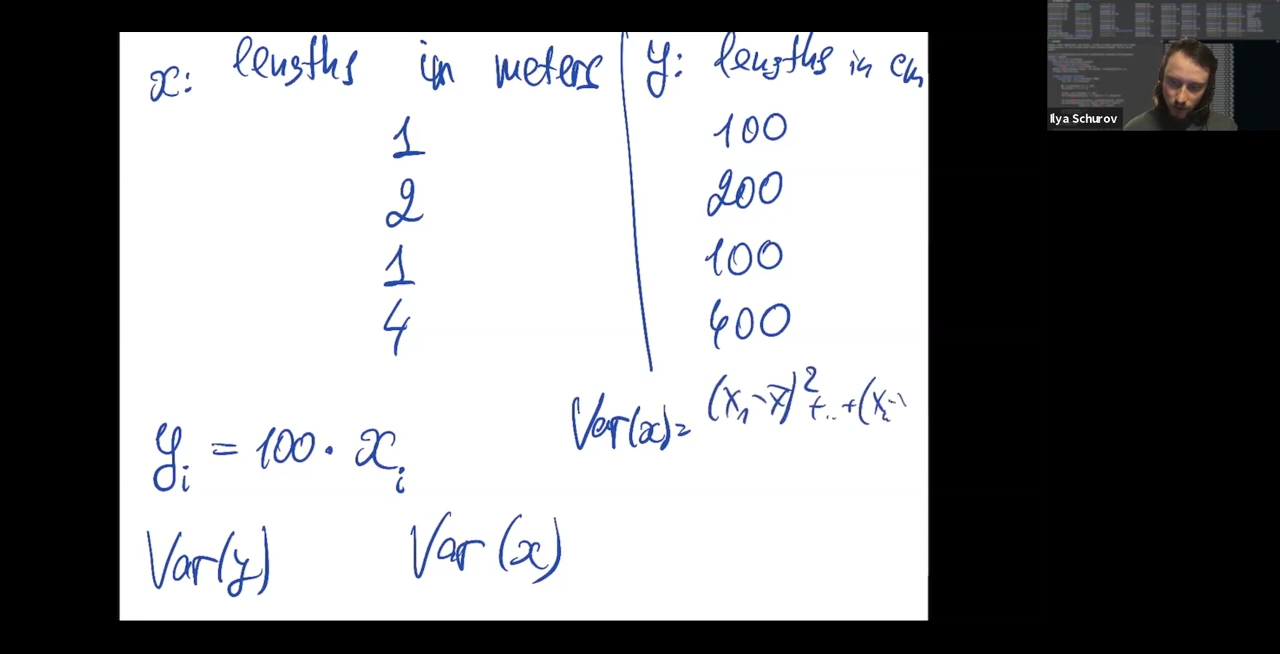 x: lengths in meters | y: lengths in cm
1 100
2 200
1 100
4 400
Var(x)= (x₁-x̄)²+..+(x₂-
yᵢ = 100 · xᵢ
Var(y) Var(x)
Ilya Schurov